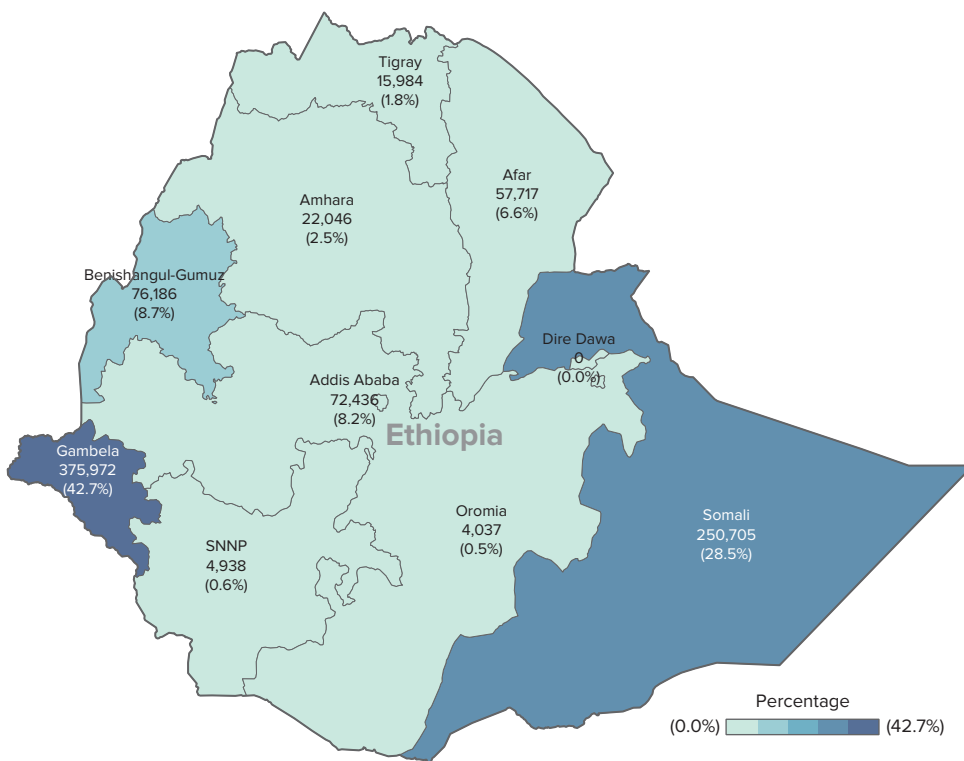 Tigray
15,984
(1.8%)
Afar
57,717
(6.6%)
Amhara
22,046
(2.5%)
Benishangul-Gumuz
76,186
(8.7%)
Dire Dawa
0
(0.0%)
Addis Ababa
72,436
(8.2%)
Ethiopia
Gambela
375,972
(42.7%)
Oromia
4,037
(0.5%)
Somali
250,705
(28.5%)
SNNP
4,938
(0.6%)
Percentage
(0.0%) (42.7%)